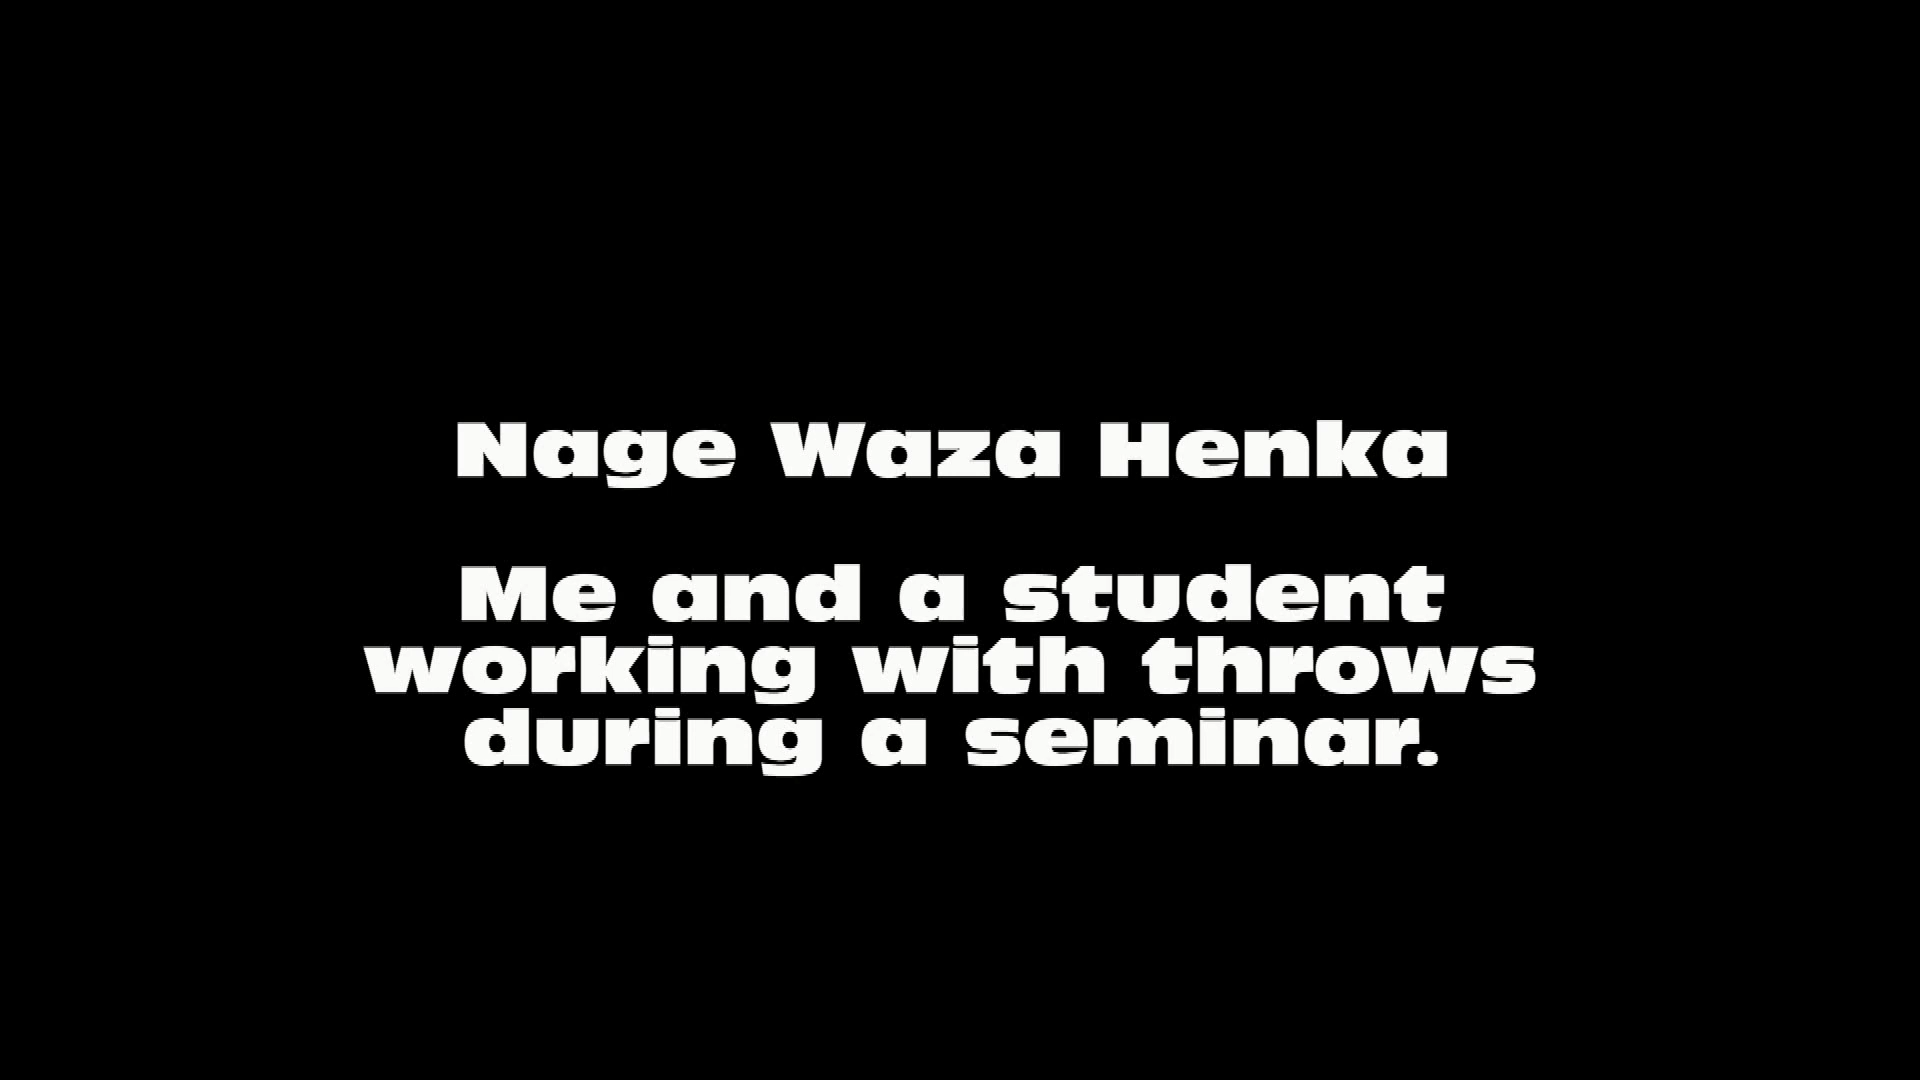 Nage Waza Henka
Me and a student
working with throws
during a seminar.